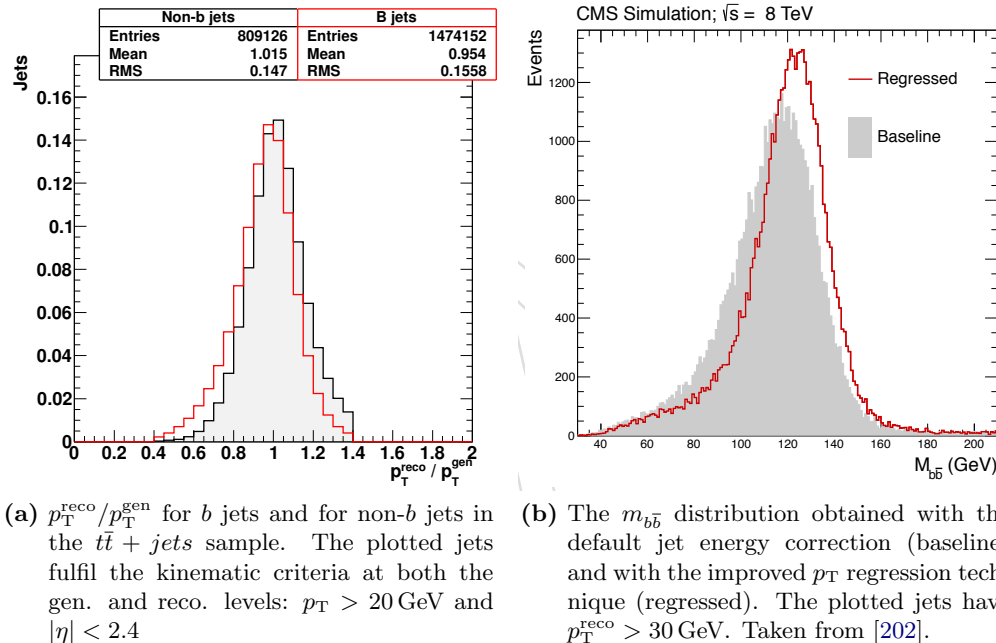 Non-b jets
Entries 809126
Mean 1.015
RMS 0.147
B jets
Entries 1474152
Mean 0.954
RMS 0.1558
Jets
0.16
0.14
0.12
0.1
0.08
0.06
0.04
0.02
0
0 0.2 0.4 0.6 0.8 1 1.2 1.4 1.6 1.8 2
p_T^reco / p_T^gen
(a) p_T^reco/p_T^gen for b jets and for non-b jets in
the tt̄ + jets sample. The plotted jets
fulfil the kinematic criteria at both the
gen. and reco. levels: p_T > 20 GeV and
|η| < 2.4
CMS Simulation; √s = 8 TeV
Events
1200
1000
800
600
400
200
0
Regressed
Baseline
40 60 80 100 120 140 160 180 200
M_bb̄ (GeV)
(b) The m_bb̄ distribution obtained with th
default jet energy correction (baseline
and with the improved p_T regression tech
nique (regressed). The plotted jets hav
p_T^reco > 30 GeV. Taken from [202].